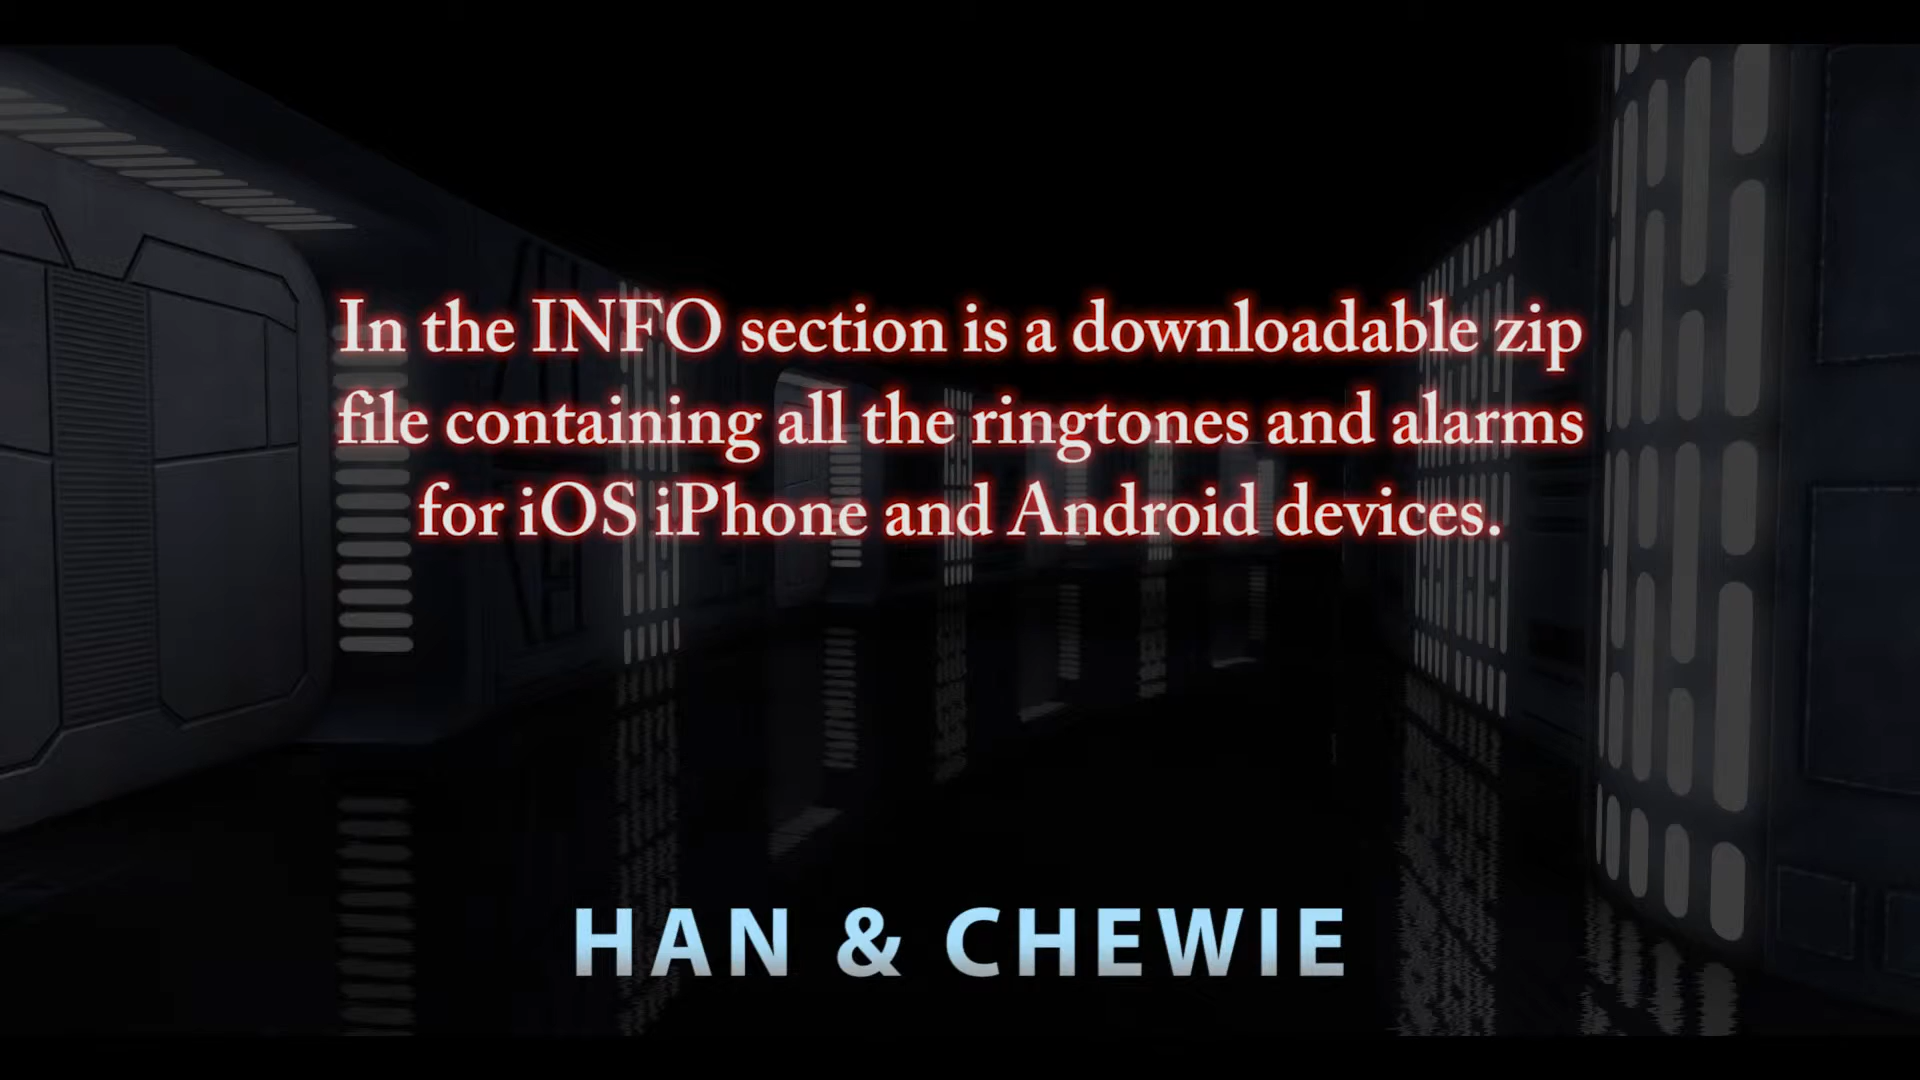 In the INFO section is a downloadable zip
file containing all the ringtones and alarms
for iOS iPhone and Android devices.
HAN & CHEWIE